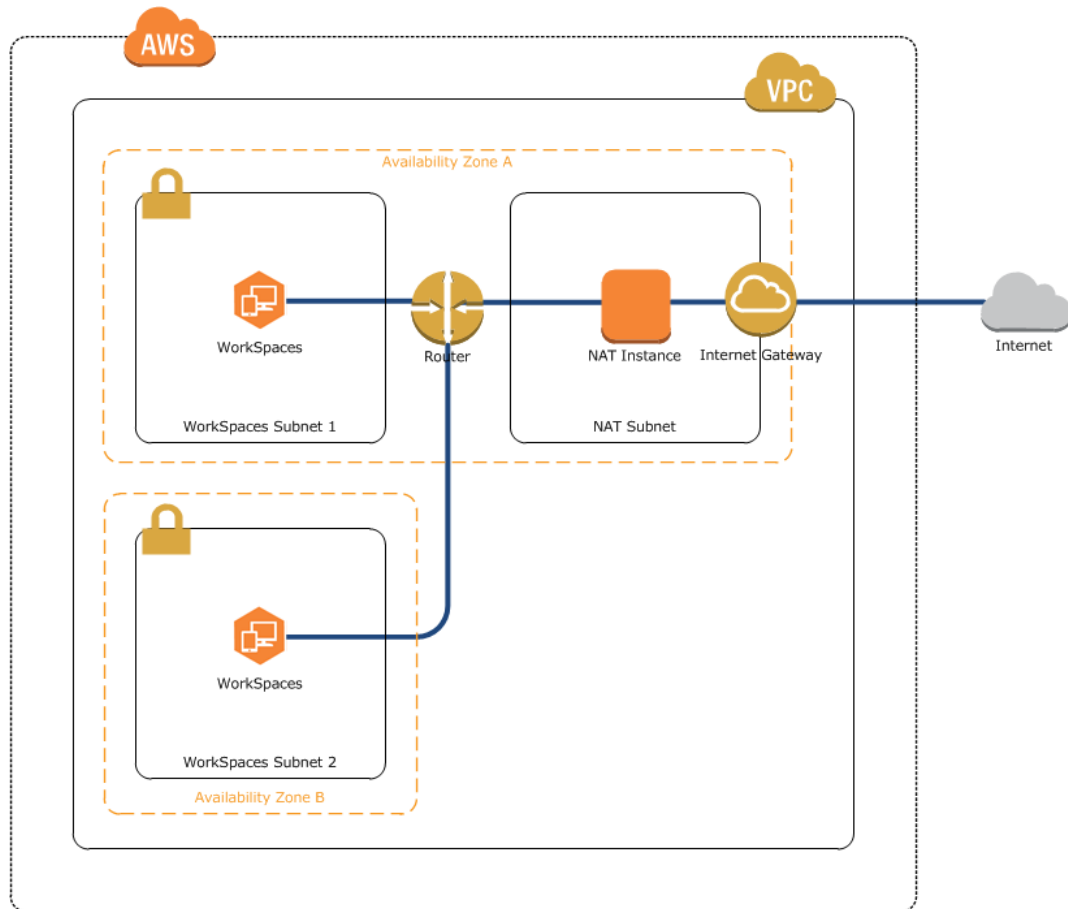 AWS
VPC
Availability Zone A
WorkSpaces
Router
NAT Instance
Internet Gateway
Internet
WorkSpaces Subnet 1
NAT Subnet
WorkSpaces
WorkSpaces Subnet 2
Availability Zone B